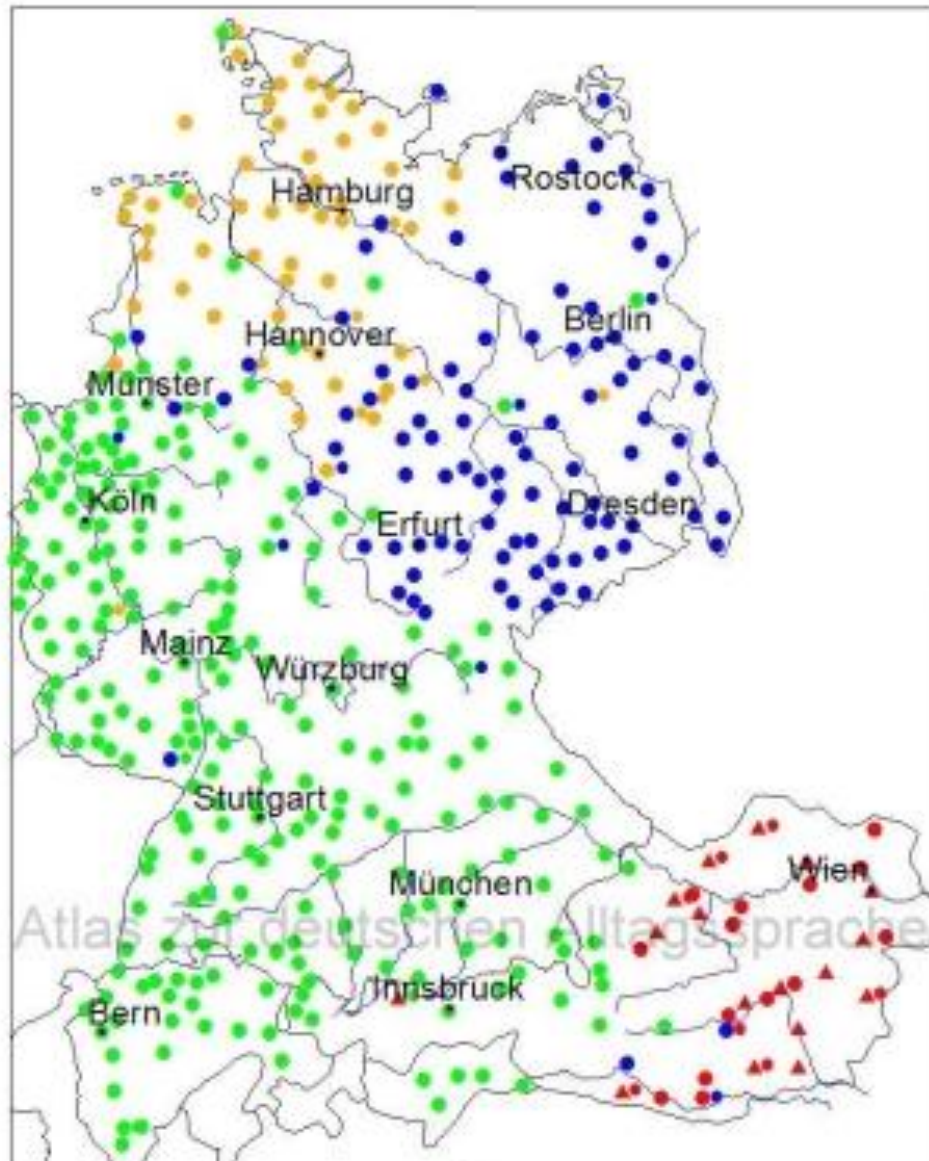 Hamburg
Rostock
Hannover
Berlin
Münster
Köln
Erfurt
Dresden
Mainz
Würzburg
Stuttgart
München
Wien
Atlas zur deutschen Alltagssprache
Innsbruck
Bern